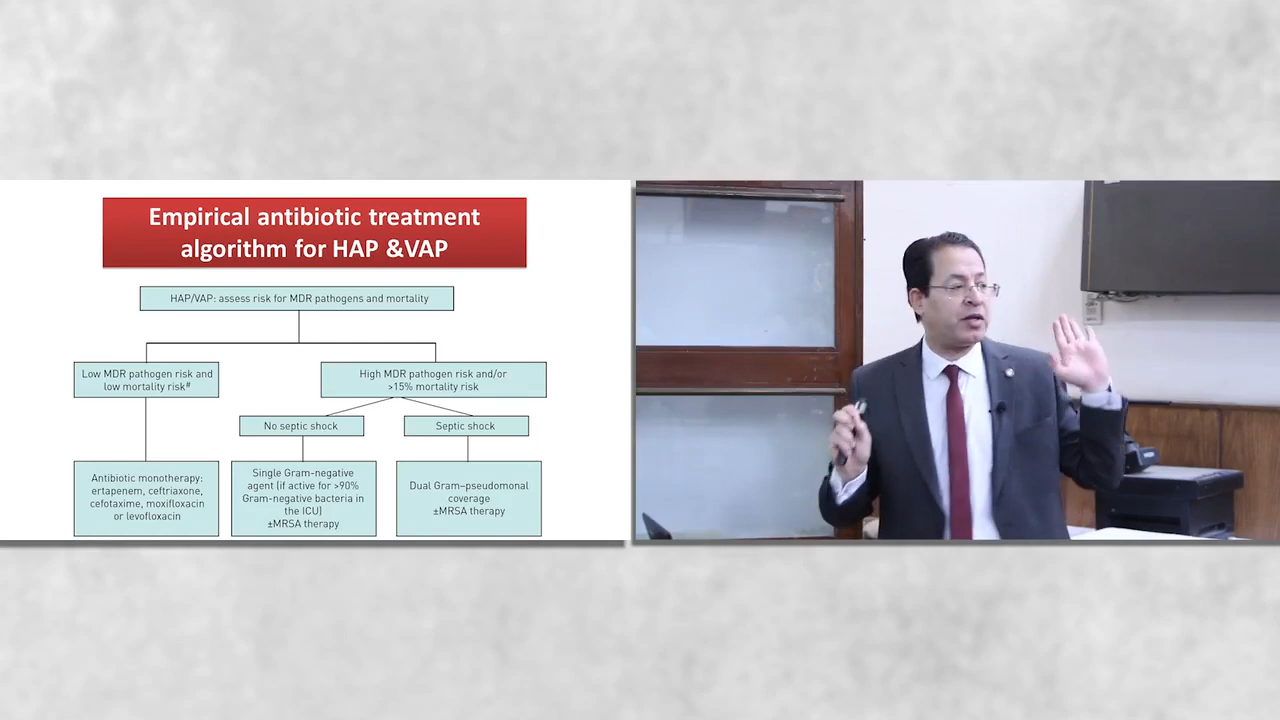 Empirical antibiotic treatment
algorithm for HAP &VAP
HAP/VAP: assess risk for MDR pathogens and mortality
Low MDR pathogen risk and
low mortality risk#
High MDR pathogen risk and/or
>15% mortality risk
No septic shock
Septic shock
Antibiotic monotherapy:
ertapenem, ceftriaxone,
cefotaxime, moxifloxacin
or levofloxacin
Single Gram-negative
agent (if active for >90%
Gram-negative bacteria in
the ICU)
±MRSA therapy
Dual Gram–pseudomonal
coverage
±MRSA therapy